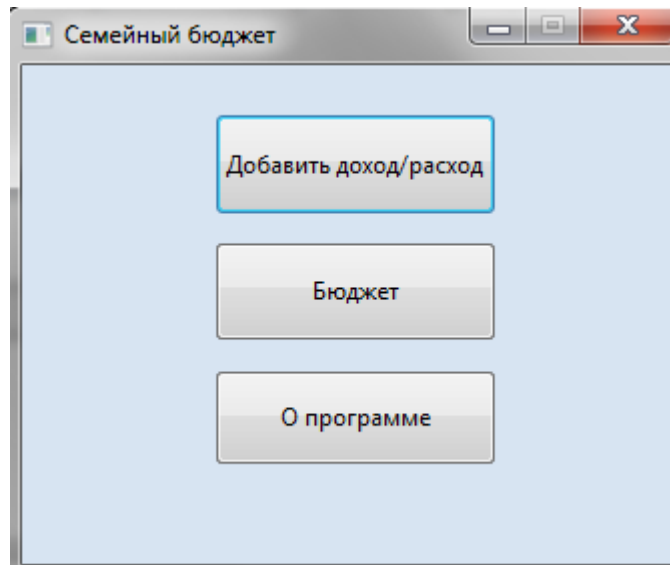 Семейный бюджет
Добавить доход/расход
Бюджет
О программе